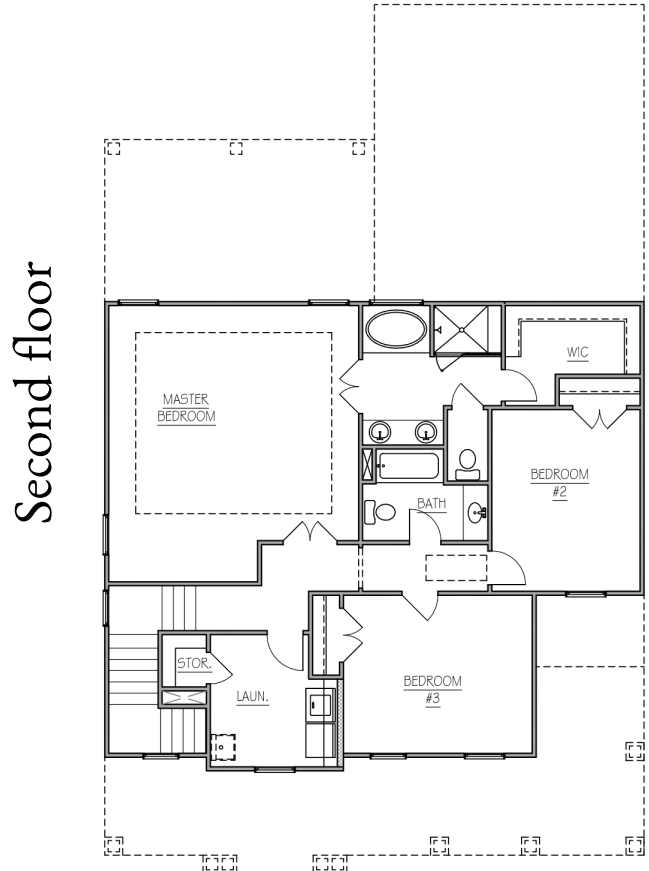 Second floor
MASTER
BEDROOM
WIC
BEDROOM
#2
BATH
STOR.
LAUN.
BEDROOM
#3